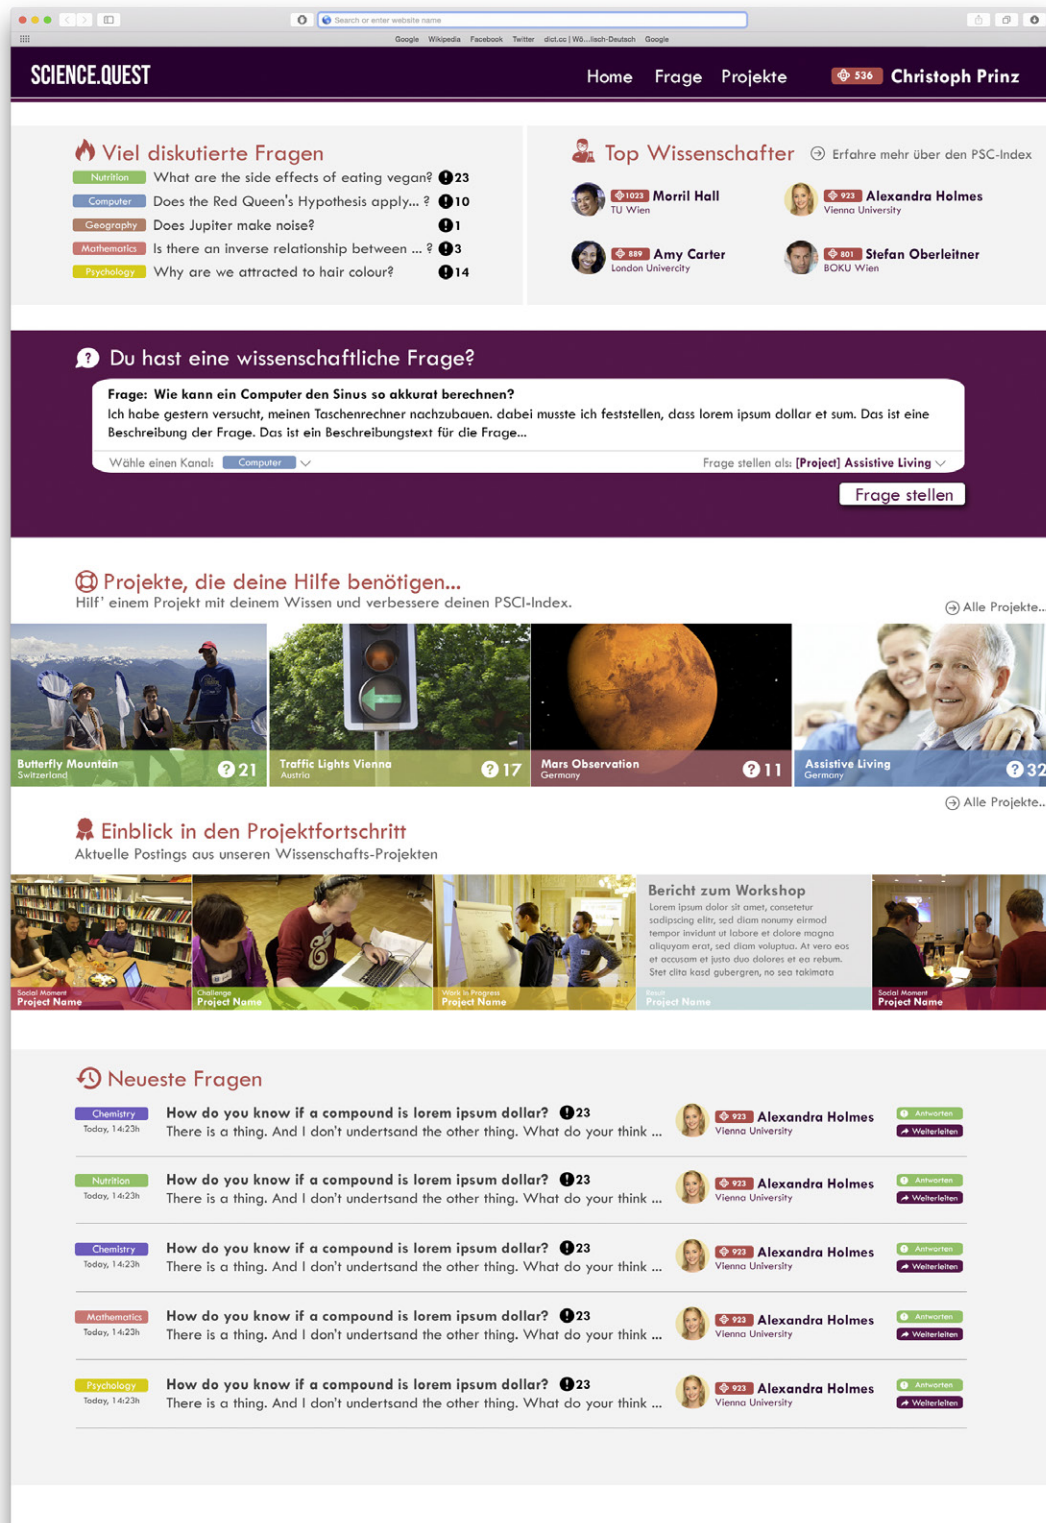 Search or enter website name
Google Wikipedia Facebook Twitter dict.cc | Wö...lisch-Deutsch Google
SCIENCE.QUEST
Home Frage Projekte 536 Christoph Prinz
Viel diskutierte Fragen
Nutrition What are the side effects of eating vegan? 23
Computer Does the Red Queen's Hypothesis apply... ? 10
Geography Does Jupiter make noise? 1
Mathematics Is there an inverse relationship between ... ? 3
Psychology Why are we attracted to hair colour? 14
Top Wissenschafter Erfahre mehr über den PSC-Index
1023 Morril Hall
TU Wien
923 Alexandra Holmes
Vienna University
889 Amy Carter
London Univercity
801 Stefan Oberleitner
BOKU Wien
Du hast eine wissenschaftliche Frage?
Frage: Wie kann ein Computer den Sinus so akkurat berechnen?
Ich habe gestern versucht, meinen Taschenrechner nachzubauen. dabei musste ich feststellen, dass lorem ipsum dollar et sum. Das ist eine
Beschreibung der Frage. Das ist ein Beschreibungstext für die Frage...
Wähle einen Kanal: Computer
Frage stellen als: [Project] Assistive Living
Frage stellen
Projekte, die deine Hilfe benötigen...
Hilf' einem Projekt mit deinem Wissen und verbessere deinen PSCI-Index.
Alle Projekte...
Butterfly Mountain
Switzerland
? 21
Traffic Lights Vienna
Austria
? 17
Mars Observation
Germany
? 11
Assistive Living
Germany
? 32
Alle Projekte...
Einblick in den Projektfortschritt
Aktuelle Postings aus unseren Wissenschafts-Projekten
Social Moment
Project Name
Challenge
Project Name
Work in Progress
Project Name
Bericht zum Workshop
Lorem ipsum dolor sit amet, consetetur
sadipscing elitr, sed diam nonumy eirmod
tempor invidunt ut labore et dolore magna
aliquyam erat, sed diam voluptua. At vero eos
et accusam et justo duo dolores et ea rebum.
Stet clita kasd gubergren, no sea takimata
Result
Project Name
Social Moment
Project Name
Neueste Fragen
Chemistry How do you know if a compound is lorem ipsum dollar? 23 923 Alexandra Holmes Antworten
Today, 14:23h There is a thing. And I don't undertsand the other thing. What do your think ... Vienna University Weiterleiten
Nutrition How do you know if a compound is lorem ipsum dollar? 23 923 Alexandra Holmes Antworten
Today, 14:23h There is a thing. And I don't undertsand the other thing. What do your think ... Vienna University Weiterleiten
Chemistry How do you know if a compound is lorem ipsum dollar? 23 923 Alexandra Holmes Antworten
Today, 14:23h There is a thing. And I don't undertsand the other thing. What do your think ... Vienna University Weiterleiten
Mathematics How do you know if a compound is lorem ipsum dollar? 23 923 Alexandra Holmes Antworten
Today, 14:23h There is a thing. And I don't undertsand the other thing. What do your think ... Vienna University Weiterleiten
Psychology How do you know if a compound is lorem ipsum dollar? 23 923 Alexandra Holmes Antworten
Today, 14:23h There is a thing. And I don't undertsand the other thing. What do your think ... Vienna University Weiterleiten